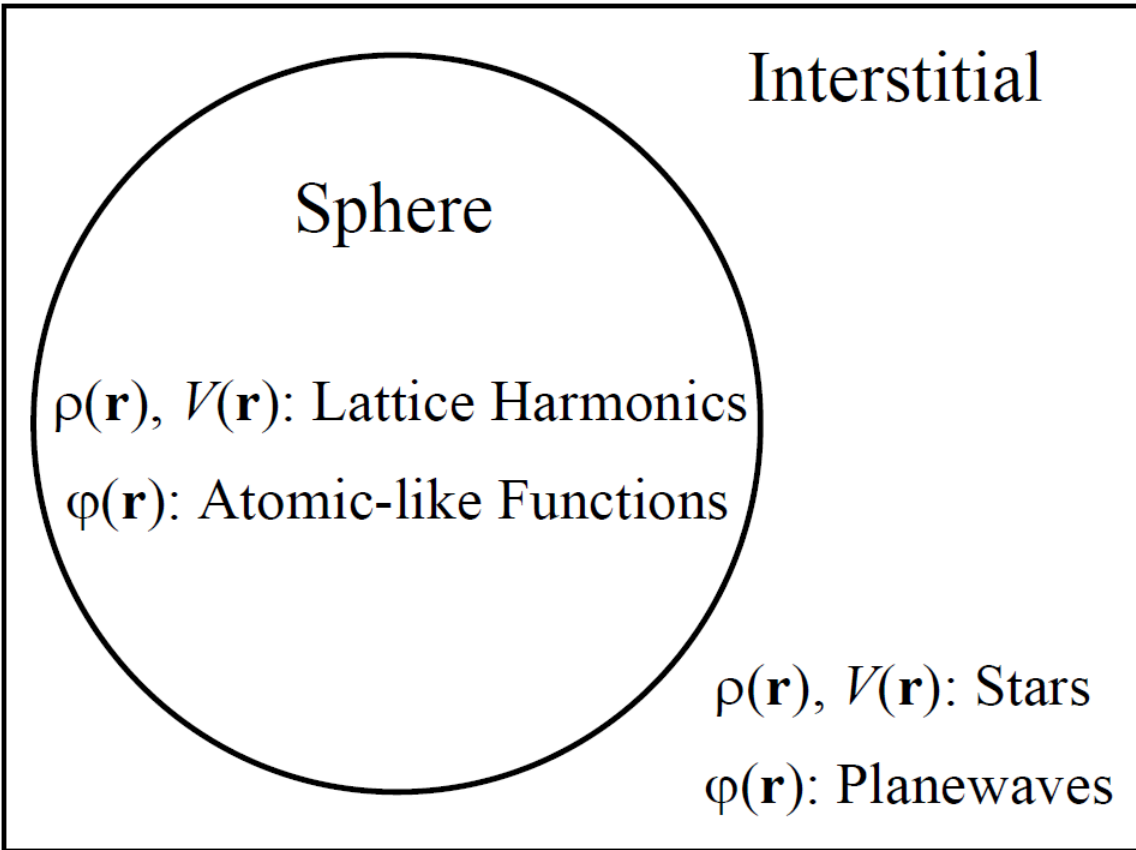 Interstitial
Sphere
ρ(r), V(r): Lattice Harmonics
φ(r): Atomic-like Functions
ρ(r), V(r): Stars
φ(r): Planewaves